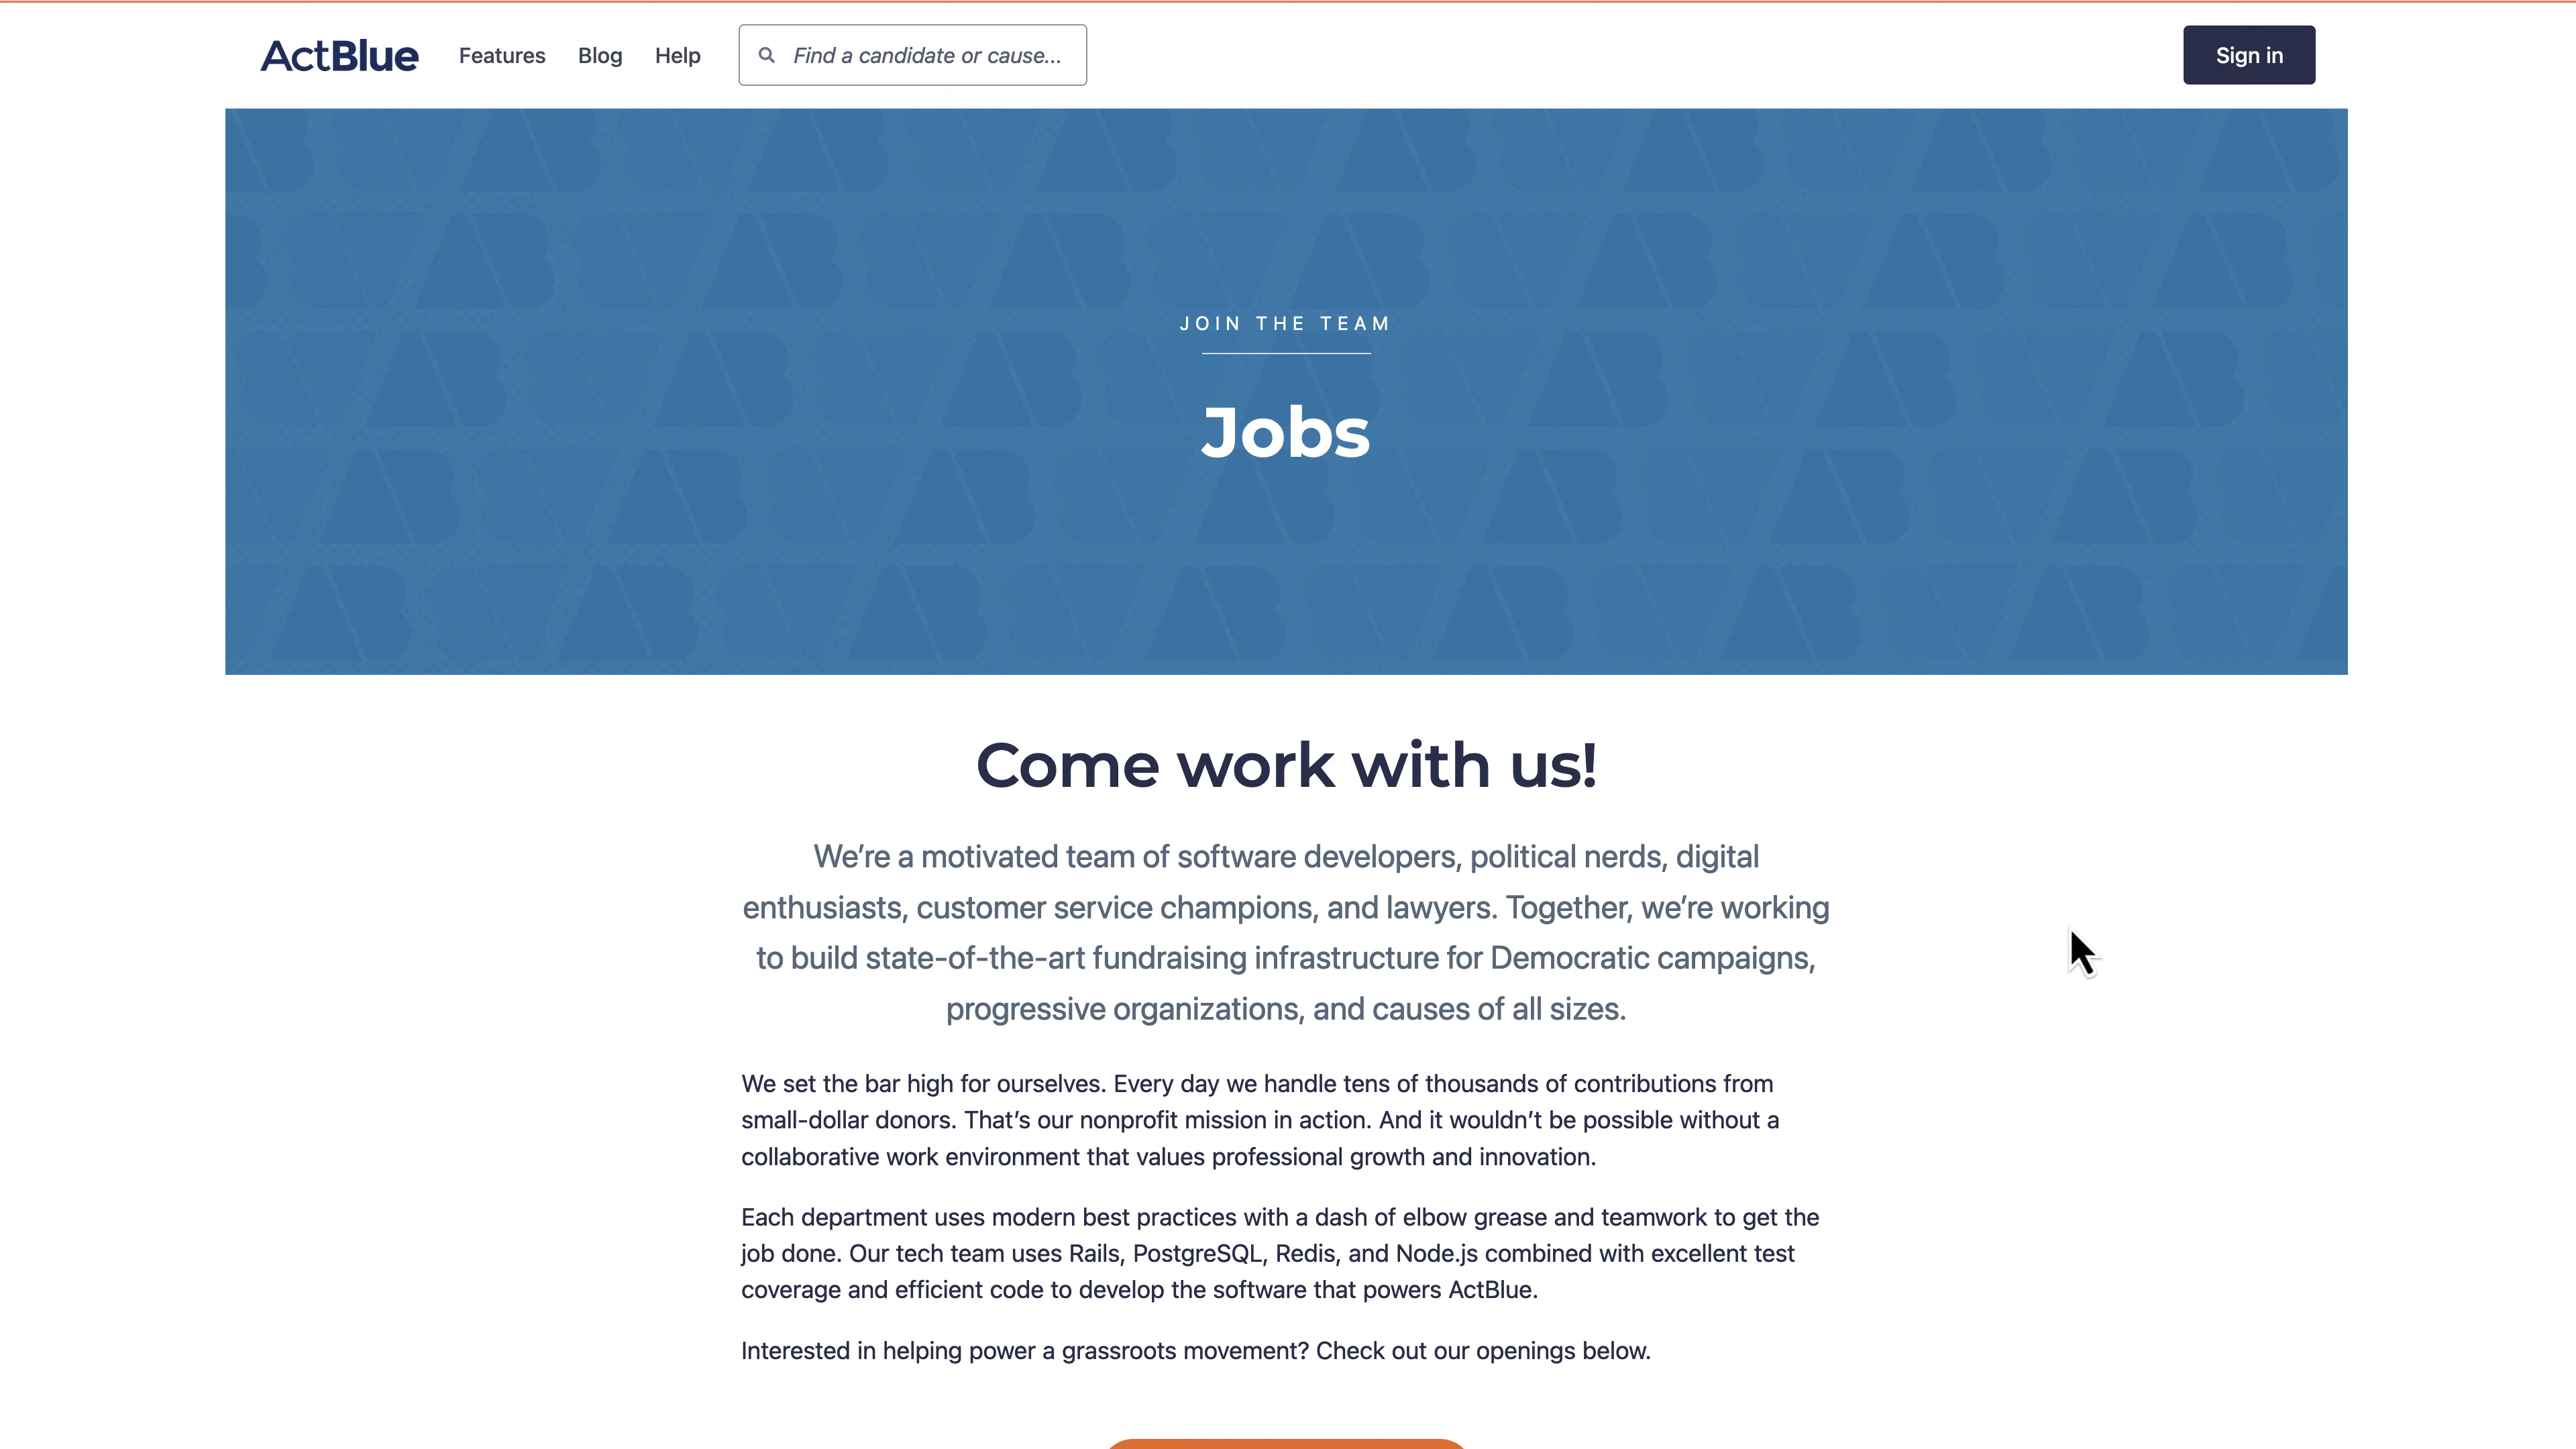 ActBlue Features Blog Help Find a candidate or cause... Sign in
JOIN THE TEAM
Jobs
Come work with us!
We’re a motivated team of software developers, political nerds, digital
enthusiasts, customer service champions, and lawyers. Together, we’re working
to build state-of-the-art fundraising infrastructure for Democratic campaigns,
progressive organizations, and causes of all sizes.
We set the bar high for ourselves. Every day we handle tens of thousands of contributions from
small-dollar donors. That’s our nonprofit mission in action. And it wouldn’t be possible without a
collaborative work environment that values professional growth and innovation.
Each department uses modern best practices with a dash of elbow grease and teamwork to get the
job done. Our tech team uses Rails, PostgreSQL, Redis, and Node.js combined with excellent test
coverage and efficient code to develop the software that powers ActBlue.
Interested in helping power a grassroots movement? Check out our openings below.